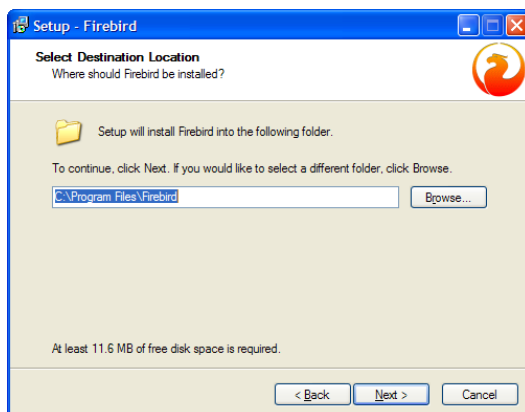 Setup - Firebird
Select Destination Location
Where should Firebird be installed?
Setup will install Firebird into the following folder.
To continue, click Next. If you would like to select a different folder, click Browse.
C:\Program Files\Firebird
Browse...
At least 11.6 MB of free disk space is required.
< Back
Next >
Cancel